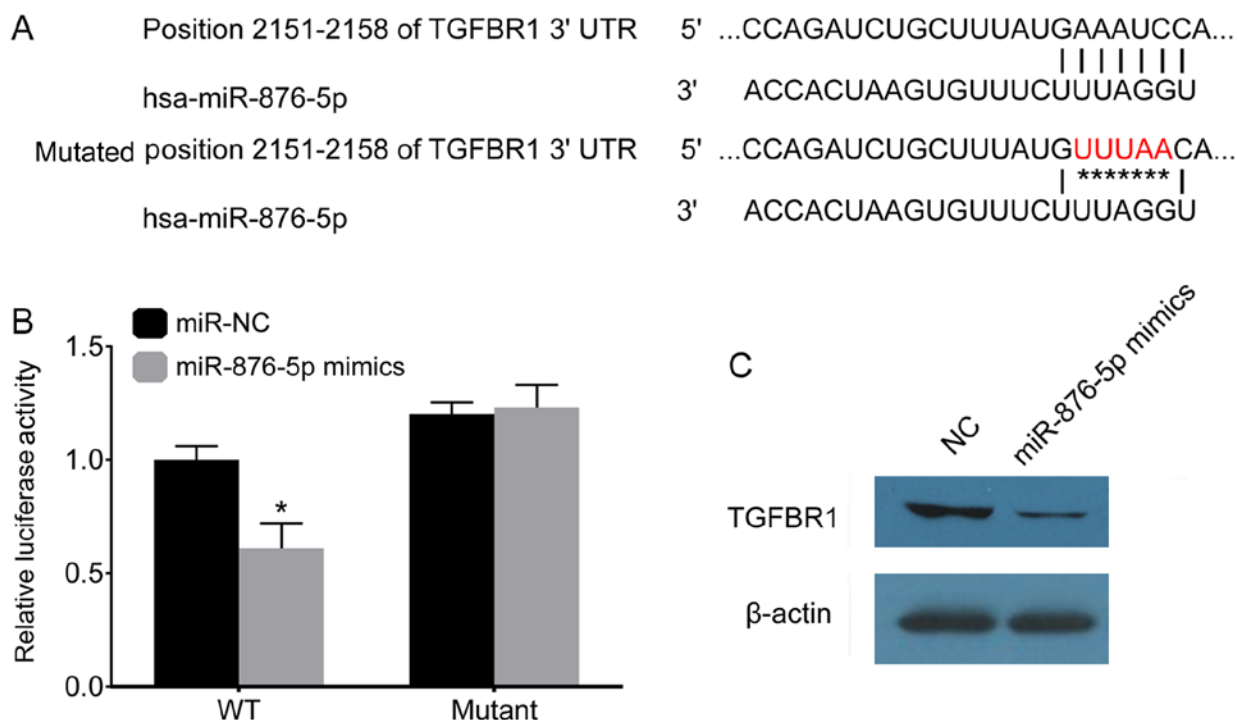 A
Position 2151-2158 of TGFBR1 3' UTR 5' ...CCAGAUCUGCUUUAUGAAAUCCA...
hsa-miR-876-5p 3' ACCACUAAGUGUUUCUUUAGGU
Mutated position 2151-2158 of TGFBR1 3' UTR 5' ...CCAGAUCUGCUUUAUGUUUAACA...
*******
hsa-miR-876-5p 3' ACCACUAAGUGUUUCUUUAGGU
B
miR-NC
miR-876-5p mimics
Relative luciferase activity
1.5
1.0
0.5
0.0
*
WT Mutant
C
NC miR-876-5p mimics
TGFBR1
β-actin